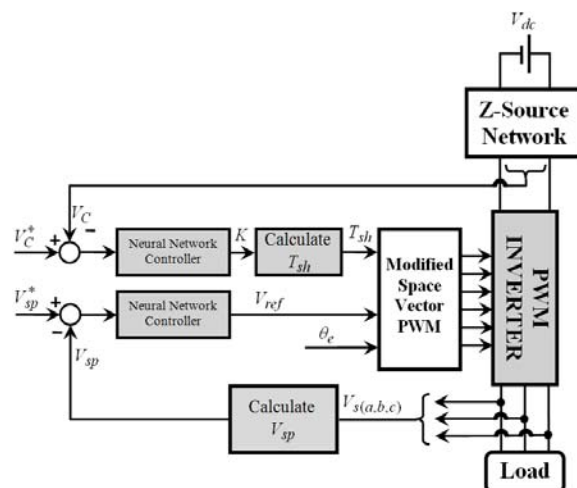 V_dc
Z-Source
Network
V_C
V_C^*
+
−
Neural Network
Controller
K
Calculate
T_sh
T_sh
Modified
Space
Vector
PWM
PWM
INVERTER
V_sp^*
+
−
Neural Network
Controller
V_ref
θ_e
V_sp
Calculate
V_sp
V_s(a,b,c)
Load